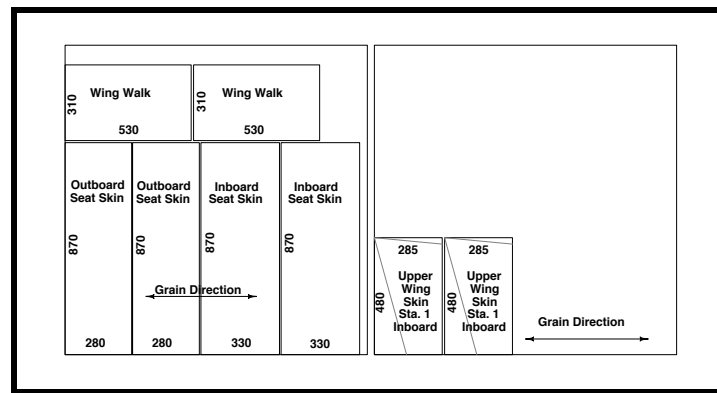 Wing Walk
310
530
Wing Walk
310
530
Outboard
Seat Skin
870
280
Outboard
Seat Skin
870
280
Inboard
Seat Skin
870
330
Inboard
Seat Skin
870
330
Grain Direction
285
480
Upper
Wing
Skin
Sta. 1
Inboard
285
480
Upper
Wing
Skin
Sta. 1
Inboard
Grain Direction